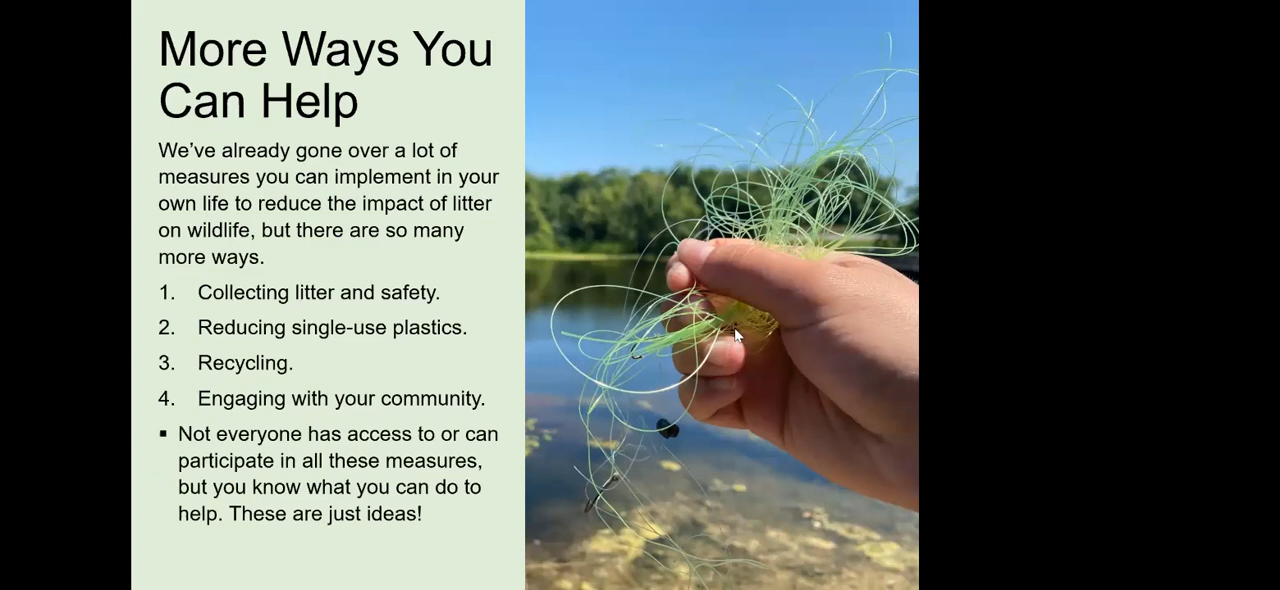 More Ways You
Can Help
We’ve already gone over a lot of
measures you can implement in your
own life to reduce the impact of litter
on wildlife, but there are so many
more ways.
1. Collecting litter and safety.
2. Reducing single-use plastics.
3. Recycling.
4. Engaging with your community.
▪ Not everyone has access to or can
participate in all these measures,
but you know what you can do to
help. These are just ideas!